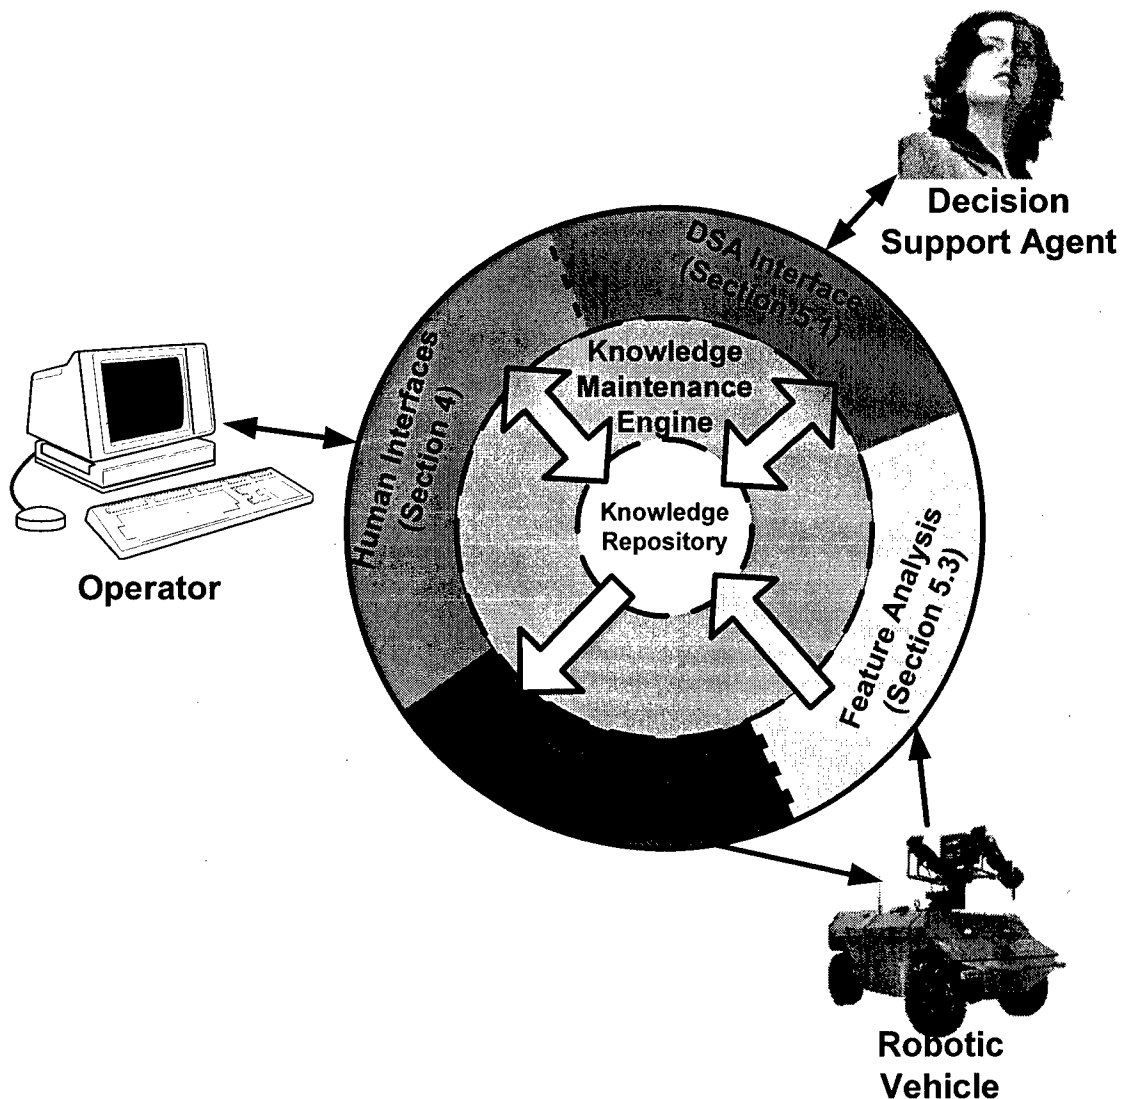 Decision
Support Agent
DSA Interface
(Section 5.1)
Knowledge
Maintenance
Engine
Human Interfaces
(Section 4)
Knowledge
Repository
Operator
Feature Analysis
(Section 5.3)
Robotic
Vehicle